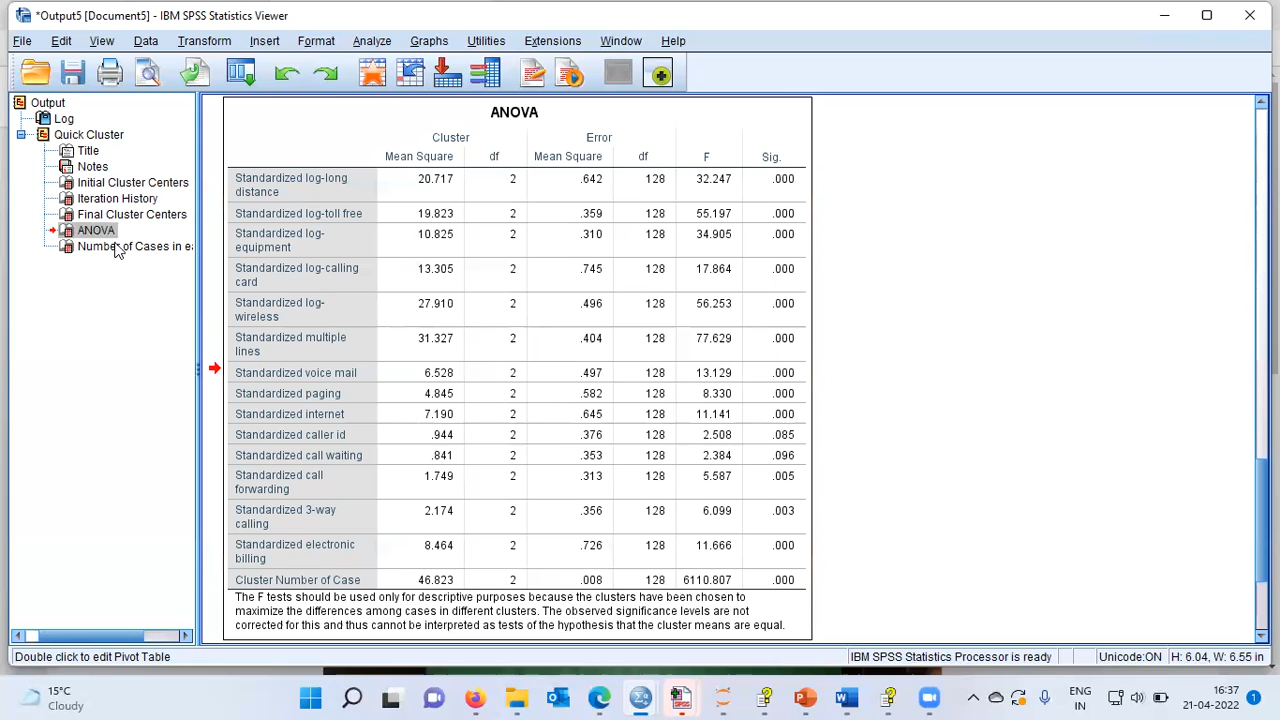 *Output5 [Document5] - IBM SPSS Statistics Viewer
File Edit View Data Transform Insert Format Analyze Graphs Utilities Extensions Window Help
Output
Log
Quick Cluster
Title
Notes
Initial Cluster Centers
Iteration History
Final Cluster Centers
ANOVA
Number of Cases in ea
ANOVA
Cluster Error
Mean Square df Mean Square df F Sig.
Standardized log-long
distance 20.717 2 .642 128 32.247 .000
Standardized log-toll free 19.823 2 .359 128 55.197 .000
Standardized log-
equipment 10.825 2 .310 128 34.905 .000
Standardized log-calling
card 13.305 2 .745 128 17.864 .000
Standardized log-
wireless 27.910 2 .496 128 56.253 .000
Standardized multiple
lines 31.327 2 .404 128 77.629 .000
Standardized voice mail 6.528 2 .497 128 13.129 .000
Standardized paging 4.845 2 .582 128 8.330 .000
Standardized internet 7.190 2 .645 128 11.141 .000
Standardized caller id .944 2 .376 128 2.508 .085
Standardized call waiting .841 2 .353 128 2.384 .096
Standardized call
forwarding 1.749 2 .313 128 5.587 .005
Standardized 3-way
calling 2.174 2 .356 128 6.099 .003
Standardized electronic
billing 8.464 2 .726 128 11.666 .000
Cluster Number of Case 46.823 2 .008 128 6110.807 .000
The F tests should be used only for descriptive purposes because the clusters have been chosen to
maximize the differences among cases in different clusters. The observed significance levels are not
corrected for this and thus cannot be interpreted as tests of the hypothesis that the cluster means are equal.
Double click to edit Pivot Table IBM SPSS Statistics Processor is ready Unicode:ON H: 6.04, W: 6.55 in
15°C
Cloudy
SPSS
ENG
IN
16:37
21-04-2022
1